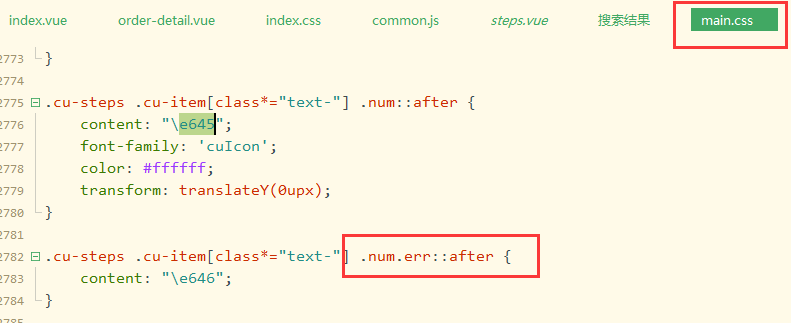 index.vue order-detail.vue index.css common.js steps.vue 搜索结果 main.css
2773 }
2774
2775 .cu-steps .cu-item[class*="text-"] .num::after {
2776 content: "\e645";
2777 font-family: 'cuIcon';
2778 color: #ffffff;
2779 transform: translateY(0upx);
2780 }
2781
2782 .cu-steps .cu-item[class*="text-"] .num.err::after {
2783 content: "\e646";
2784 }
2785